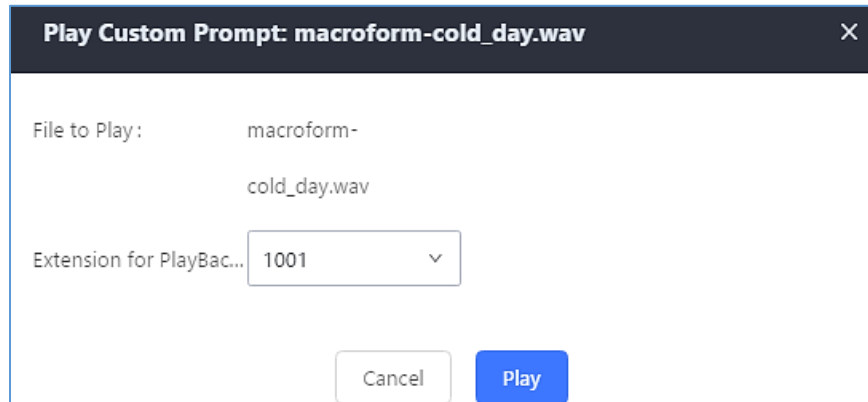 Play Custom Prompt: macroform-cold_day.wav
File to Play :
macroform-
cold_day.wav
Extension for PlayBac...
1001
Cancel
Play